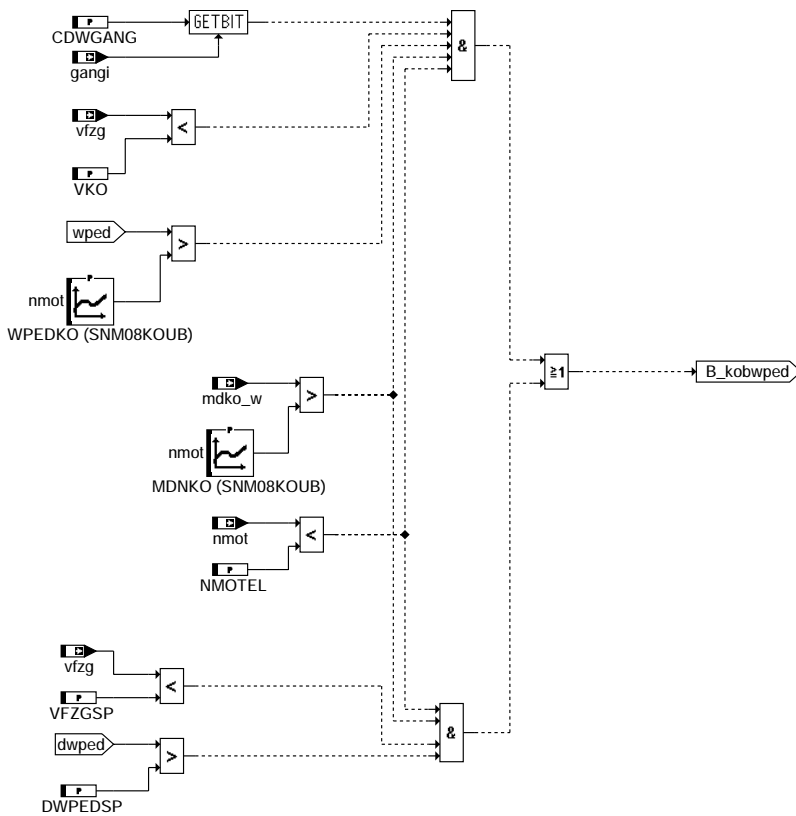 P
GETBIT
CDWGANG
gangi
&
vfzg
<
P
VKO
wped
>
P
nmot
WPEDKO (SNM08KOUB)
mdko_w
>
P
nmot
MDNKO (SNM08KOUB)
≧1
B_kobwped
nmot
<
P
NMOTEL
vfzg
<
P
VFZGSP
dwped
>
&
P
DWPEDSP